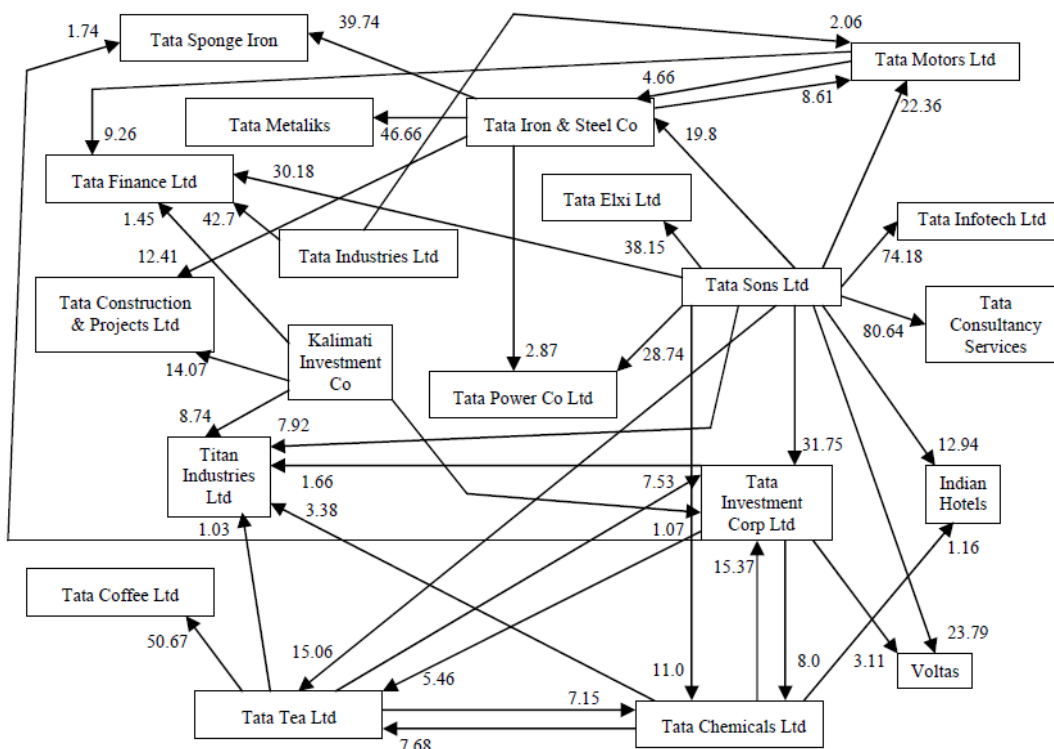 1.74
39.74
2.06
Tata Sponge Iron
Tata Motors Ltd
4.66
8.61
22.36
Tata Metaliks
46.66
Tata Iron & Steel Co
19.8
9.26
Tata Finance Ltd
30.18
Tata Elxi Ltd
Tata Infotech Ltd
1.45
42.7
Tata Industries Ltd
38.15
74.18
12.41
Tata Sons Ltd
Tata Construction
& Projects Ltd
Tata
Consultancy
Services
80.64
Kalimati
Investment
Co
14.07
2.87
28.74
Tata Power Co Ltd
8.74
7.92
31.75
12.94
Titan
Industries
Ltd
1.66
7.53
Tata
Investment
Corp Ltd
Indian
Hotels
3.38
1.03
1.07
1.16
15.37
Tata Coffee Ltd
50.67
15.06
5.46
11.0
8.0
3.11
23.79
Voltas
Tata Tea Ltd
7.15
Tata Chemicals Ltd
7.68